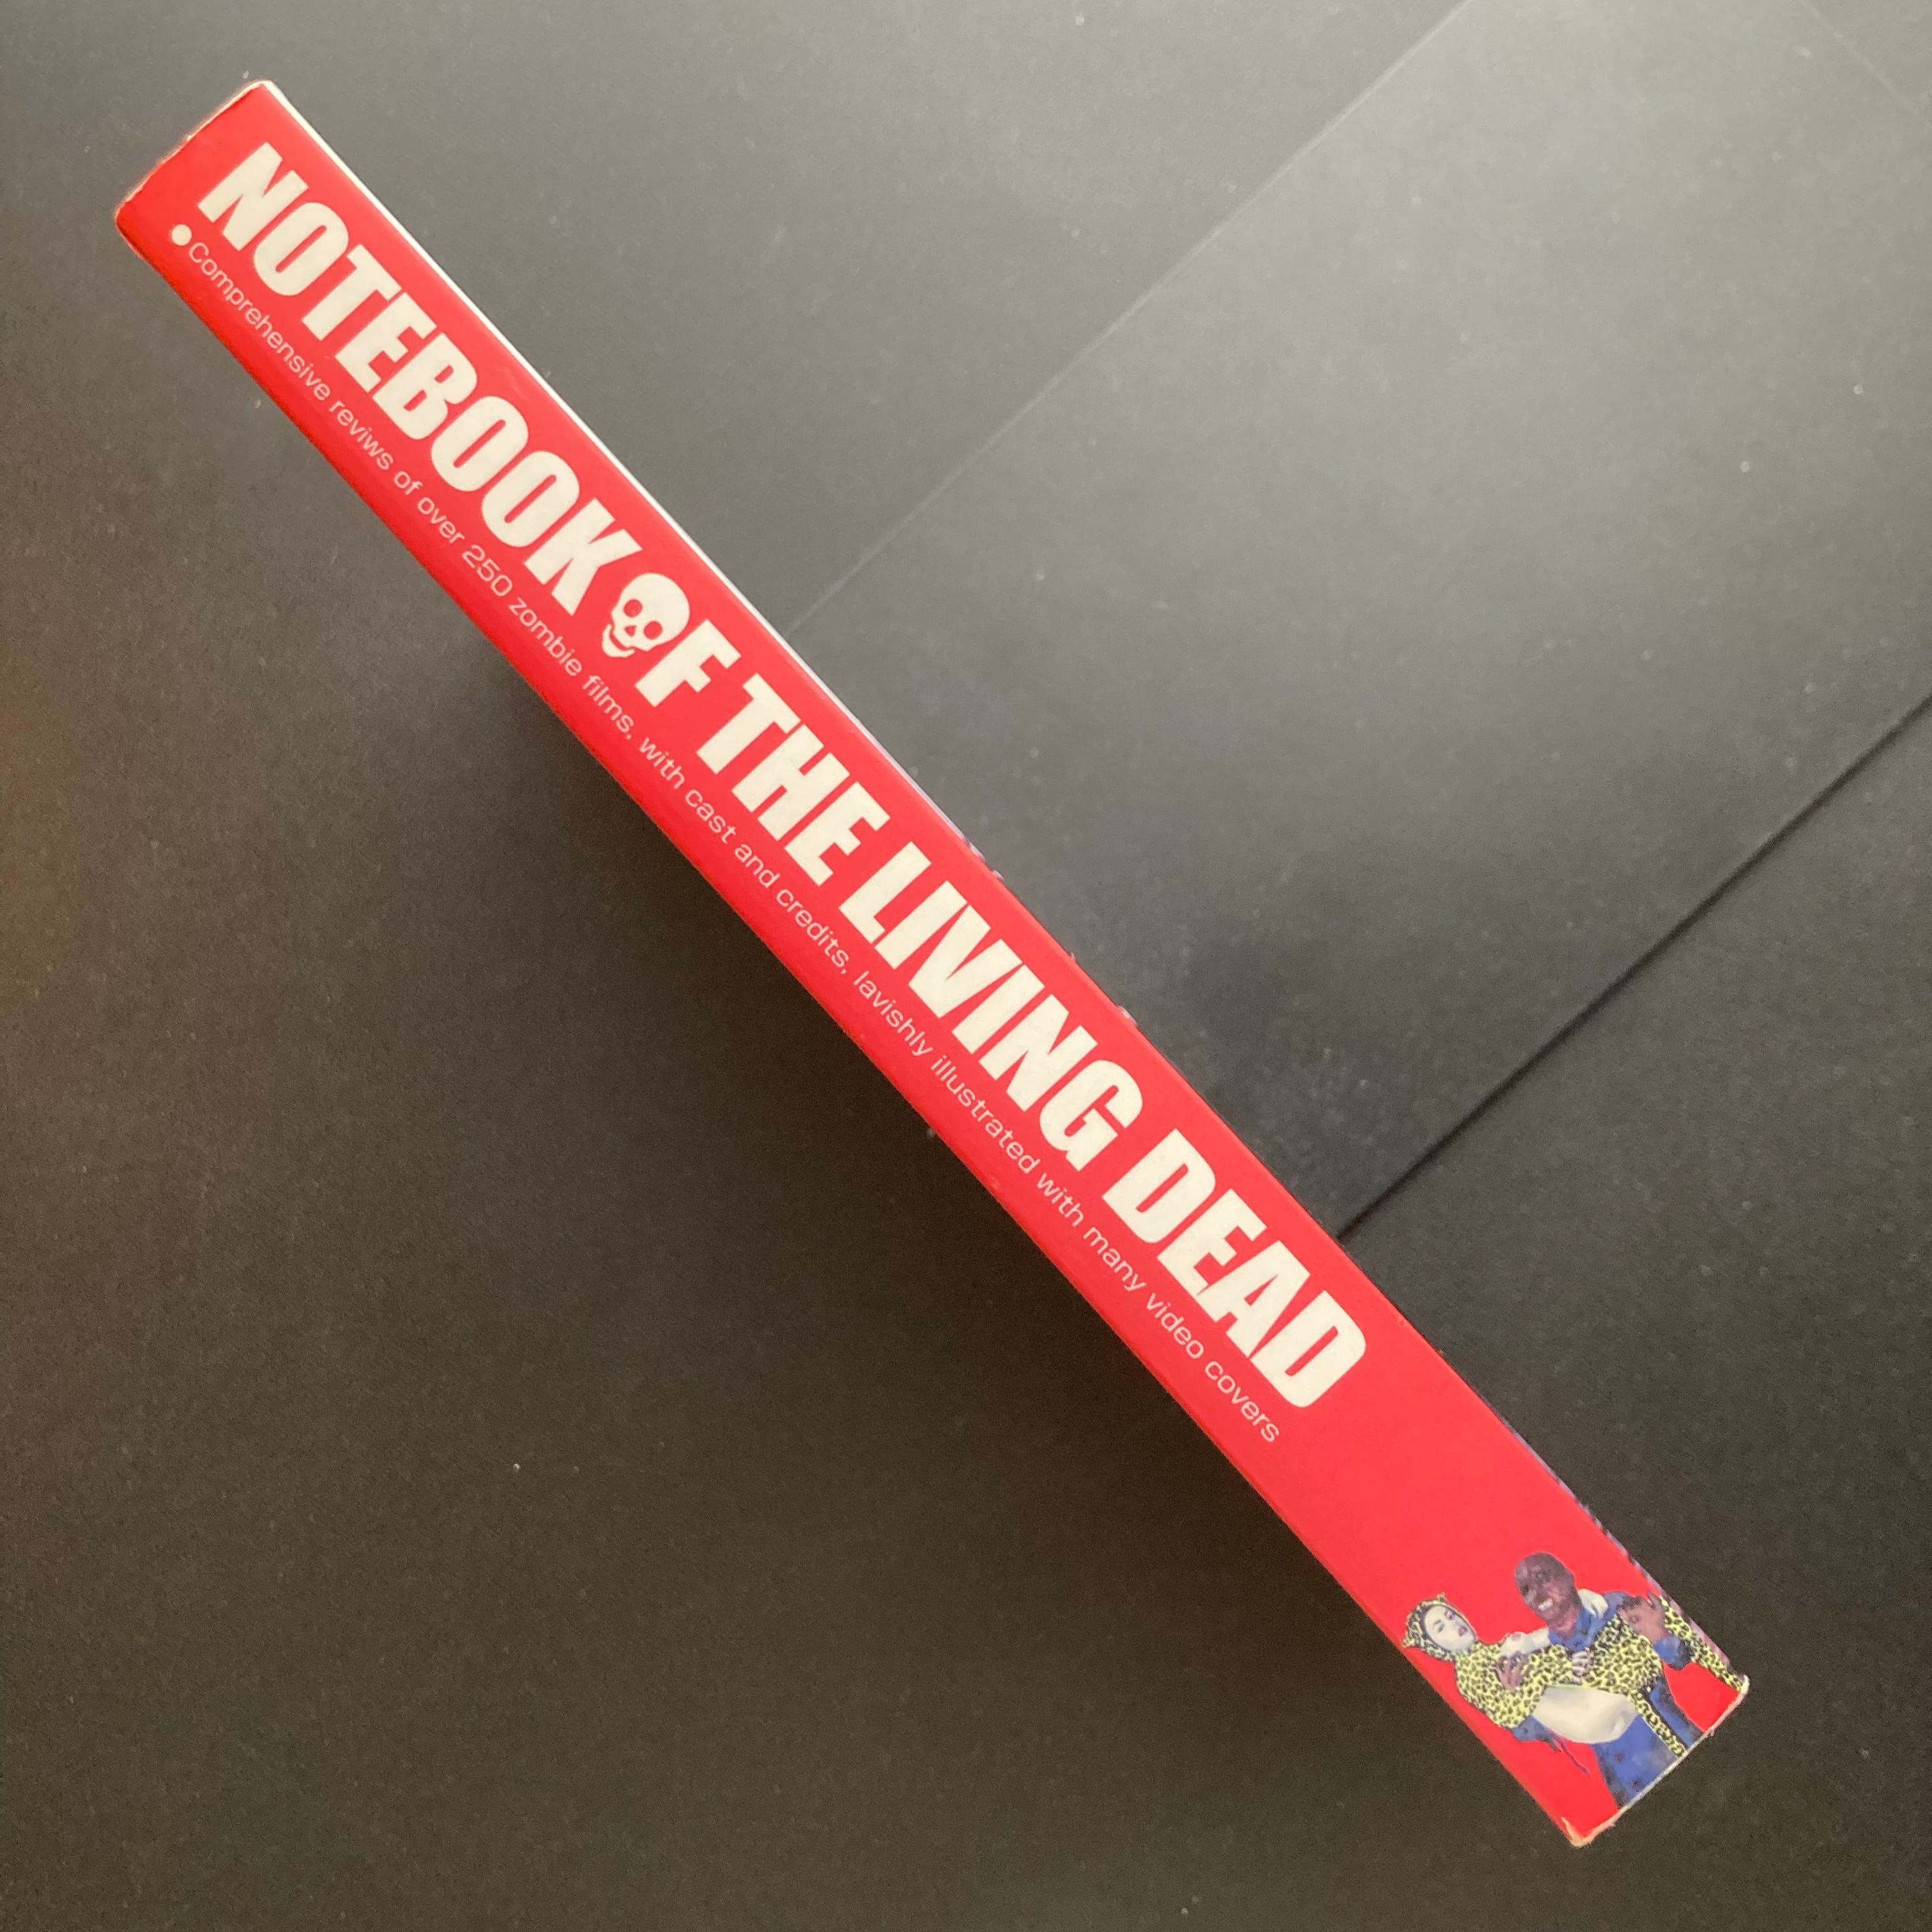 NOTEBOOK OF THE LIVING DEAD
● Comprehensive reviws of over 250 zombie films, with cast and credits, lavishly illustrated with many video covers